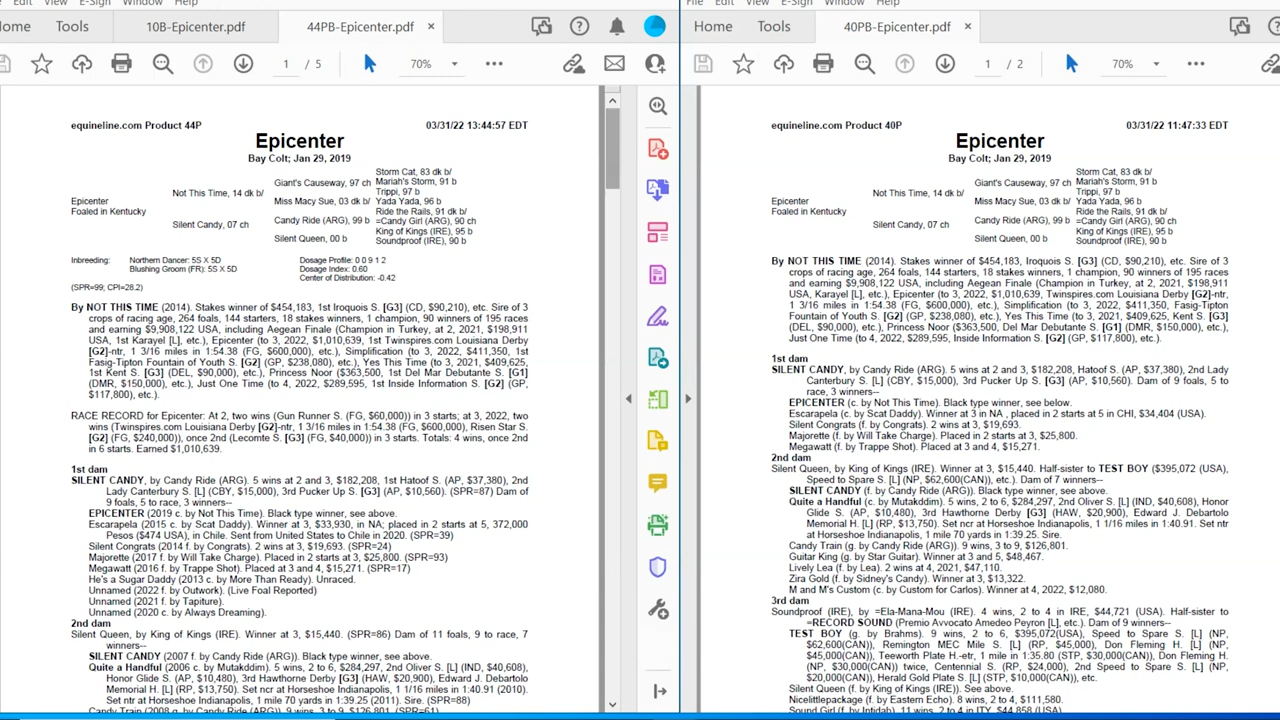 Edit View E-Sign Window Help
Home Tools 10B-Epicenter.pdf 44PB-Epicenter.pdf ×
1 / 5 70%
equineline.com Product 44P 03/31/22 13:44:57 EDT
Epicenter
Bay Colt; Jan 29, 2019
Storm Cat, 83 dk b/
Giant's Causeway, 97 ch Mariah's Storm, 91 b
Not This Time, 14 dk b/ Trippi, 97 b
Epicenter Miss Macy Sue, 03 dk b/ Yada Yada, 96 b
Foaled in Kentucky Ride the Rails, 91 dk b/
Candy Ride (ARG), 99 b =Candy Girl (ARG), 90 ch
Silent Candy, 07 ch King of Kings (IRE), 95 b
Silent Queen, 00 b Soundproof (IRE), 90 b
Inbreeding: Northern Dancer: 5S X 5D Dosage Profile: 0 0 9 1 2
Blushing Groom (FR): 5S X 5D Dosage Index: 0.60
Center of Distribution: -0.42
(SPR=99; CPI=28.2)
By NOT THIS TIME (2014). Stakes winner of $454,183, 1st Iroquois S. [G3] (CD, $90,210), etc. Sire of 3
crops of racing age, 264 foals, 144 starters, 18 stakes winners, 1 champion, 90 winners of 195 races
and earning $9,908,122 USA, including Aegean Finale (Champion in Turkey, at 2, 2021, $198,911
USA, 1st Karayel [L], etc.), Epicenter (to 3, 2022, $1,010,639, 1st Twinspires.com Louisiana Derby
[G2]-ntr, 1 3/16 miles in 1:54.38 (FG, $600,000), etc.), Simplification (to 3, 2022, $411,350, 1st
Fasig-Tipton Fountain of Youth S. [G2] (GP, $238,080), etc.), Yes This Time (to 3, 2021, $409,625,
1st Kent S. [G3] (DEL, $90,000), etc.), Princess Noor ($363,500, 1st Del Mar Debutante S. [G1]
(DMR, $150,000), etc.), Just One Time (to 4, 2022, $289,595, 1st Inside Information S. [G2] (GP,
$117,800), etc.).
RACE RECORD for Epicenter: At 2, two wins (Gun Runner S. (FG, $60,000)) in 3 starts; at 3, 2022, two
wins (Twinspires.com Louisiana Derby [G2]-ntr, 1 3/16 miles in 1:54.38 (FG, $600,000), Risen Star S.
[G2] (FG, $240,000)), once 2nd (Lecomte S. [G3] (FG, $40,000)) in 3 starts. Totals: 4 wins, once 2nd
in 6 starts. Earned $1,010,639.
1st dam
SILENT CANDY, by Candy Ride (ARG). 5 wins at 2 and 3, $182,208, 1st Hatoof S. (AP, $37,380), 2nd
Lady Canterbury S. [L] (CBY, $15,000), 3rd Pucker Up S. [G3] (AP, $10,560). (SPR=87) Dam of
9 foals, 5 to race, 3 winners--
EPICENTER (2019 c. by Not This Time). Black type winner, see above.
Escarapela (2015 c. by Scat Daddy). Winner at 3, $33,930, in NA; placed in 2 starts at 5, 372,000
Pesos ($474 USA), in Chile. Sent from United States to Chile in 2020. (SPR=39)
Silent Congrats (2014 f. by Congrats). 2 wins at 3, $19,693. (SPR=24)
Majorette (2017 f. by Will Take Charge). Placed in 2 starts at 3, $25,800. (SPR=93)
Megawatt (2016 f. by Trappe Shot). Placed at 3 and 4, $15,271. (SPR=17)
He's a Sugar Daddy (2013 c. by More Than Ready). Unraced.
Unnamed (2022 f. by Outwork). (Live Foal Reported)
Unnamed (2021 f. by Tapiture).
Unnamed (2020 c. by Always Dreaming).
2nd dam
Silent Queen, by King of Kings (IRE). Winner at 3, $15,440. (SPR=86) Dam of 11 foals, 9 to race, 7
winners--
SILENT CANDY (2007 f. by Candy Ride (ARG)). Black type winner, see above.
Quite a Handful (2006 c. by Mutakddim). 5 wins, 2 to 6, $284,297, 2nd Oliver S. [L] (IND, $40,608),
Honor Glide S. (AP, $10,480), 3rd Hawthorne Derby [G3] (HAW, $20,900), Edward J. Debartolo
Memorial H. [L] (RP, $13,750). Set ncr at Horseshoe Indianapolis, 1 1/16 miles in 1:40.91 (2010).
Set ntr at Horseshoe Indianapolis, 1 mile 70 yards in 1:39.25 (2011). Sire. (SPR=88)
Candy Train (2008 g. by Candy Ride (ARG)). 9 wins, 3 to 9, $126,801. (SPR=61)
File Edit View E-Sign Window Help
Home Tools 40PB-Epicenter.pdf ×
1 / 2 70%
equineline.com Product 40P 03/31/22 11:47:33 EDT
Epicenter
Bay Colt; Jan 29, 2019
Storm Cat, 83 dk b/
Giant's Causeway, 97 ch Mariah's Storm, 91 b
Not This Time, 14 dk b/ Trippi, 97 b
Epicenter Miss Macy Sue, 03 dk b/ Yada Yada, 96 b
Foaled in Kentucky Ride the Rails, 91 dk b/
Candy Ride (ARG), 99 b =Candy Girl (ARG), 90 ch
Silent Candy, 07 ch King of Kings (IRE), 95 b
Silent Queen, 00 b Soundproof (IRE), 90 b
By NOT THIS TIME (2014). Stakes winner of $454,183, Iroquois S. [G3] (CD, $90,210), etc. Sire of 3
crops of racing age, 264 foals, 144 starters, 18 stakes winners, 1 champion, 90 winners of 195 races
and earning $9,908,122 USA, including Aegean Finale (Champion in Turkey, at 2, 2021, $198,911
USA, Karayel [L], etc.), Epicenter (to 3, 2022, $1,010,639, Twinspires.com Louisiana Derby [G2]-ntr,
1 3/16 miles in 1:54.38 (FG, $600,000), etc.), Simplification (to 3, 2022, $411,350, Fasig-Tipton
Fountain of Youth S. [G2] (GP, $238,080), etc.), Yes This Time (to 3, 2021, $409,625, Kent S. [G3]
(DEL, $90,000), etc.), Princess Noor ($363,500, Del Mar Debutante S. [G1] (DMR, $150,000), etc.),
Just One Time (to 4, 2022, $289,595, Inside Information S. [G2] (GP, $117,800), etc.).
1st dam
SILENT CANDY, by Candy Ride (ARG). 5 wins at 2 and 3, $182,208, Hatoof S. (AP, $37,380), 2nd Lady
Canterbury S. [L] (CBY, $15,000), 3rd Pucker Up S. [G3] (AP, $10,560). Dam of 9 foals, 5 to
race, 3 winners--
EPICENTER (c. by Not This Time). Black type winner, see below.
Escarapela (c. by Scat Daddy). Winner at 3 in NA , placed in 2 starts at 5 in CHI, $34,404 (USA).
Silent Congrats (f. by Congrats). 2 wins at 3, $19,693.
Majorette (f. by Will Take Charge). Placed in 2 starts at 3, $25,800.
Megawatt (f. by Trappe Shot). Placed at 3 and 4, $15,271.
2nd dam
Silent Queen, by King of Kings (IRE). Winner at 3, $15,440. Half-sister to TEST BOY ($395,072 (USA),
Speed to Spare S. [L] (NP, $62,600(CAN)), etc.). Dam of 7 winners--
SILENT CANDY (f. by Candy Ride (ARG)). Black type winner, see above.
Quite a Handful (c. by Mutakddim). 5 wins, 2 to 6, $284,297, 2nd Oliver S. [L] (IND, $40,608), Honor
Glide S. (AP, $10,480), 3rd Hawthorne Derby [G3] (HAW, $20,900), Edward J. Debartolo
Memorial H. [L] (RP, $13,750). Set ncr at Horseshoe Indianapolis, 1 1/16 miles in 1:40.91. Set ntr
at Horseshoe Indianapolis, 1 mile 70 yards in 1:39.25. Sire.
Candy Train (g. by Candy Ride (ARG)). 9 wins, 3 to 9, $126,801.
Guitar King (g. by Star Guitar). Winner at 3 and 5, $48,467.
Lively Lea (f. by Lea). 2 wins at 4, 2021, $47,110.
Zira Gold (f. by Sidney's Candy). Winner at 3, $13,322.
M and M's Custom (c. by Custom for Carlos). Winner at 4, 2022, $12,080.
3rd dam
Soundproof (IRE), by =Ela-Mana-Mou (IRE). 4 wins, 2 to 4 in IRE, $44,721 (USA). Half-sister to
=RECORD SOUND (Premio Avvocato Amedeo Peyron [L], etc.). Dam of 9 winners--
TEST BOY (g. by Brahms). 9 wins, 2 to 6, $395,072(USA), Speed to Spare S. [L] (NP,
$62,600(CAN)), Remington MEC Mile S. [L] (RP, $45,000), Don Fleming H. [L] (NP,
$45,000(CAN)), Teeworth Plate H.-etr, 1 mile in 1:35.80 (STP, $30,000(CAN)), Don Fleming H.
(NP, $30,000(CAN)) twice, Centennial S. (RP, $24,000), 2nd Speed to Spare S. [L] (NP,
$20,000(CAN)), Herald Gold Plate S. [L] (STP, $10,000(CAN)), etc.
Silent Queen (f. by King of Kings (IRE)). See above.
Nicelittlepackage (f. by Eastern Echo). 8 wins, 2 to 4, $111,580.
Sound Girl (f. by Intidab). 11 wins, 2 to 4 in ITY, $44,858 (USA).